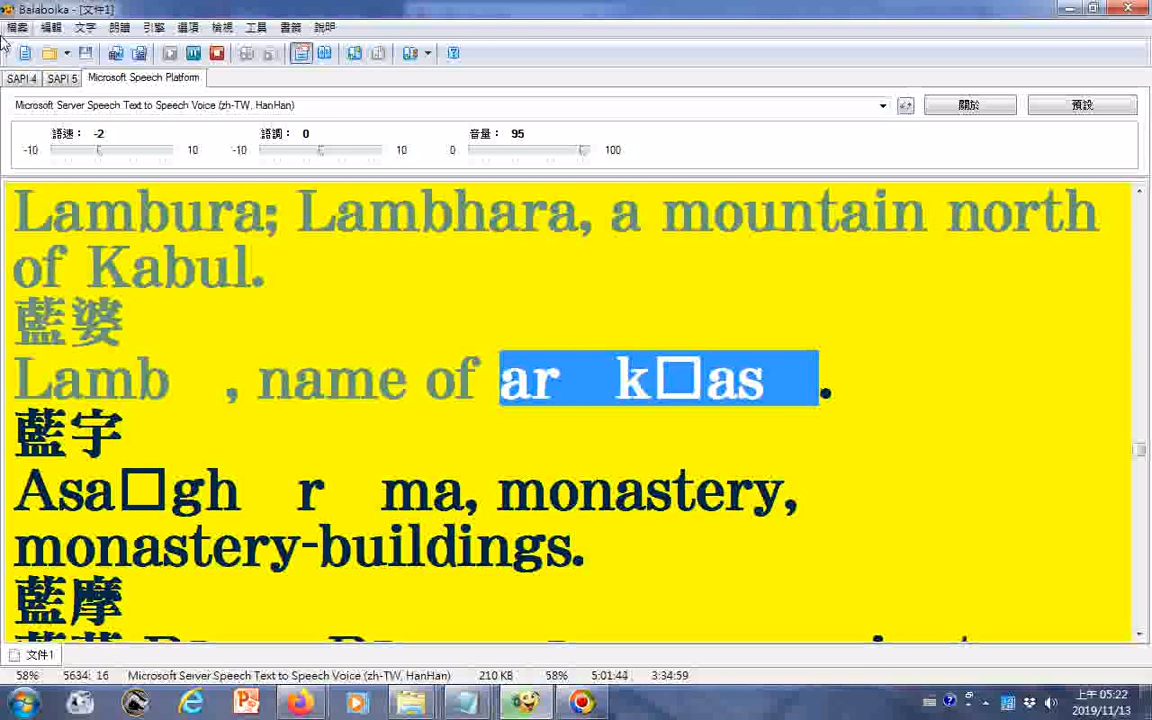 Balabolka - [文件1]
檔案 編輯 文字 朗讀 引擎 選項 檢視 工具 書籤 說明
SAPI 4 SAPI 5 Microsoft Speech Platform
Microsoft Server Speech Text to Speech Voice (zh-TW, HanHan) 關於 預設
語速： -2 語調： 0 音量： 95
-10 10 -10 10 0 100
Lambura; Lambhara, a mountain north
of Kabul.
藍婆
Lamb , name of ar k□as .
藍宇
Asa□gh r ma, monastery,
monastery-buildings.
藍摩
文件1
58% 5634: 16 Microsoft Server Speech Text to Speech Voice (zh-TW, HanHan) 210 KB 58% 5:01:44 3:34:59
上午 05:22
2019/11/13